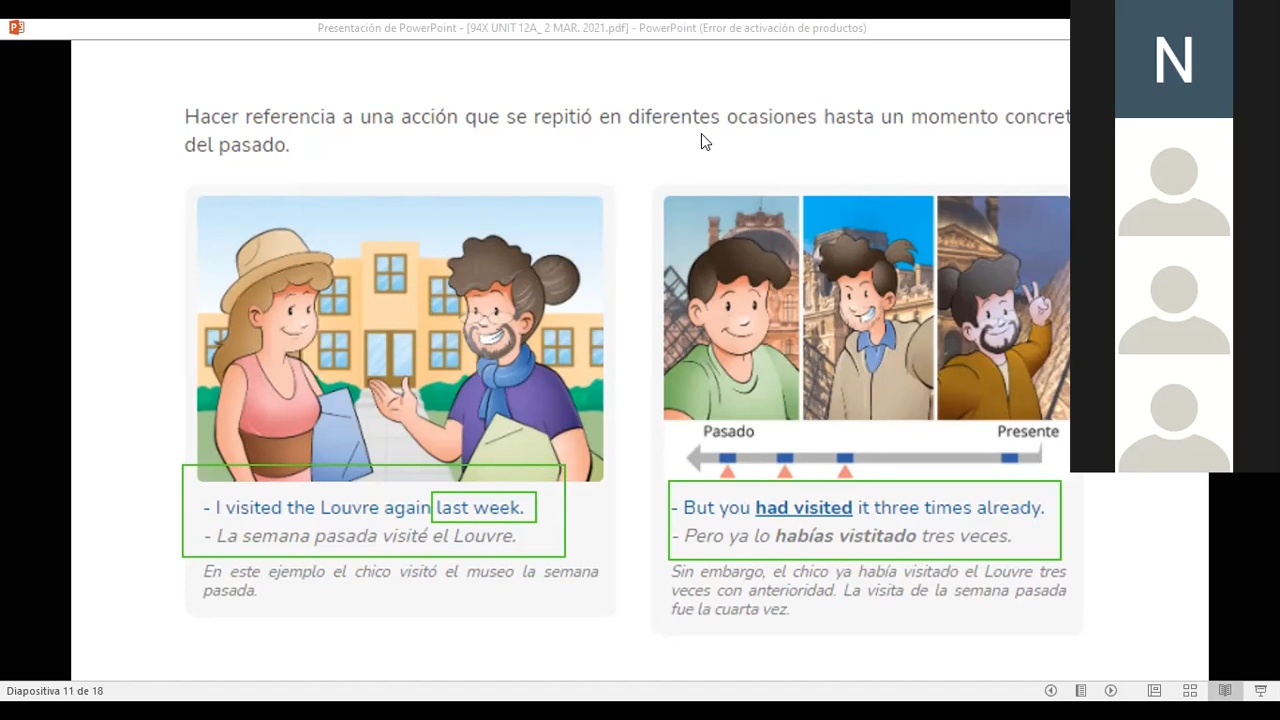 Presentación de PowerPoint - [94X UNIT 12A_ 2 MAR. 2021.pdf] - PowerPoint (Error de activación de productos)
N
Hacer referencia a una acción que se repitió en diferentes ocasiones hasta un momento concret
del pasado.
Pasado Presente
- I visited the Louvre again last week.
- La semana pasada visité el Louvre.
En este ejemplo el chico visitó el museo la semana
pasada.
- But you had visited it three times already.
- Pero ya lo habías vistitado tres veces.
Sin embargo, el chico ya había visitado el Louvre tres
veces con anterioridad. La visita de la semana pasada
fue la cuarta vez.
Diapositiva 11 de 18